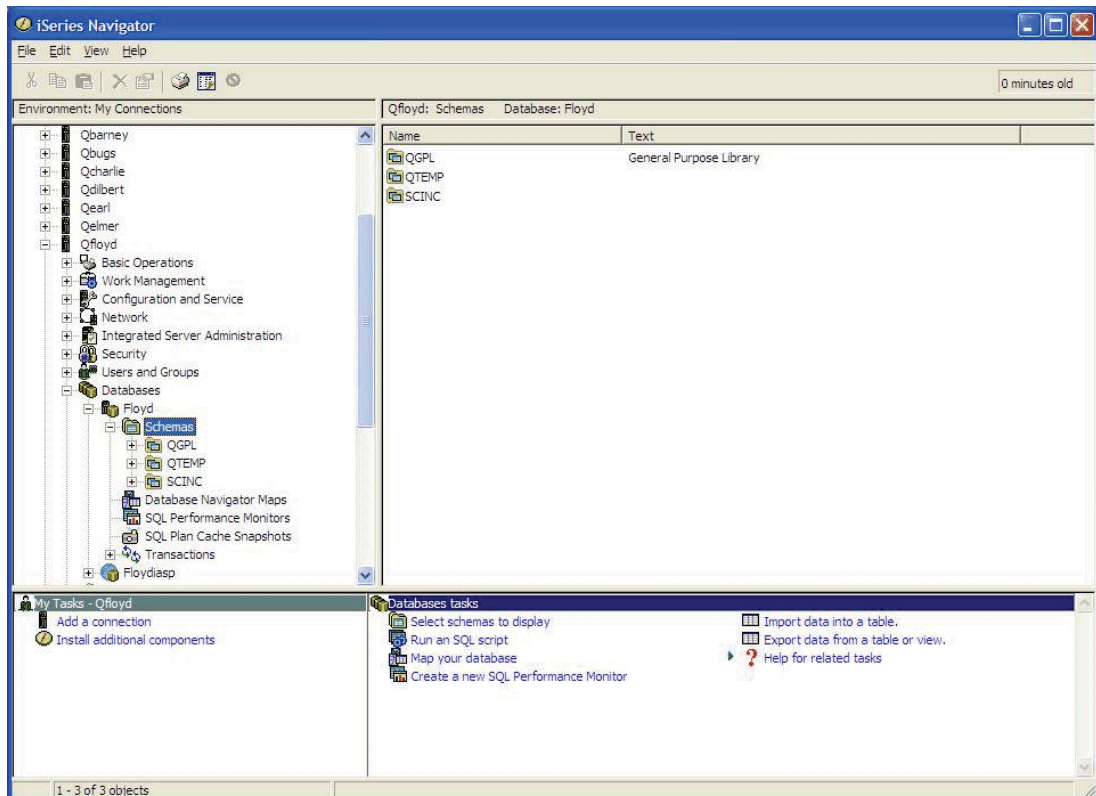 iSeries Navigator
File Edit View Help
0 minutes old
Environment: My Connections
Qfloyd: Schemas Database: Floyd
Qbarney
Qbugs
Qcharlie
Qdilbert
Qearl
Qelmer
Qfloyd
Basic Operations
Work Management
Configuration and Service
Network
Integrated Server Administration
Security
Users and Groups
Databases
Floyd
Schemas
QGPL
QTEMP
SCINC
Database Navigator Maps
SQL Performance Monitors
SQL Plan Cache Snapshots
Transactions
Floydiasp
Name Text
QGPL General Purpose Library
QTEMP
SCINC
My Tasks - Qfloyd
Add a connection
Install additional components
Databases tasks
Select schemas to display
Run an SQL script
Map your database
Create a new SQL Performance Monitor
Import data into a table.
Export data from a table or view.
Help for related tasks
1 - 3 of 3 objects